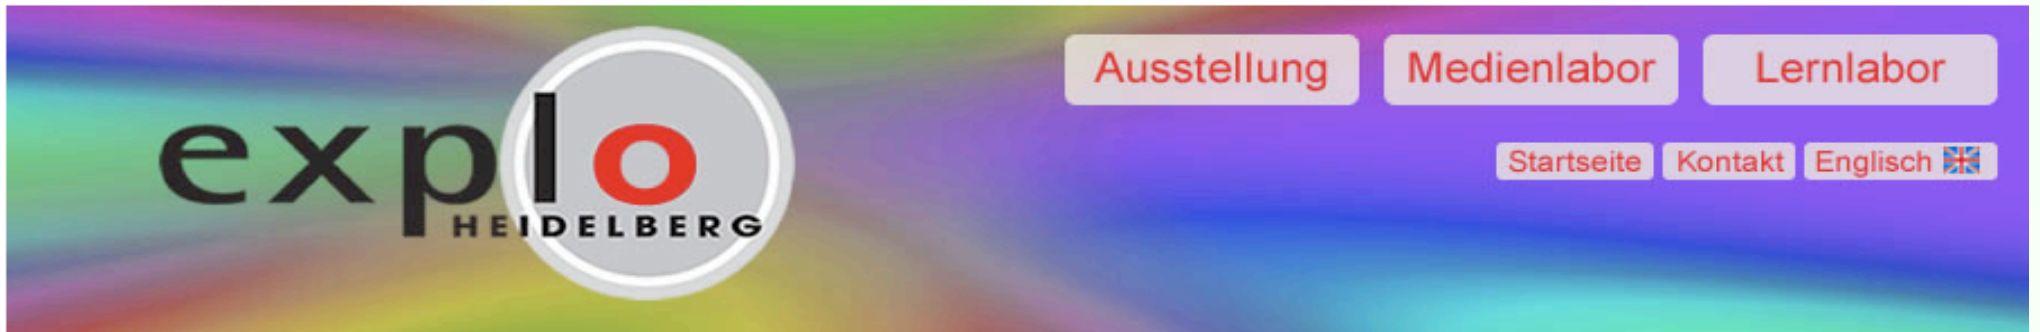 explo
HEIDELBERG
Ausstellung Medienlabor Lernlabor
Startseite Kontakt Englisch